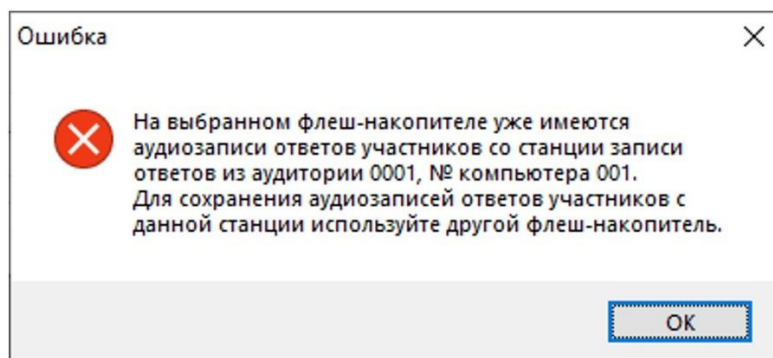 Ошибка
На выбранном флеш-накопителе уже имеются
аудиозаписи ответов участников со станции записи
ответов из аудитории 0001, № компьютера 001.
Для сохранения аудиозаписей ответов участников с
данной станции используйте другой флеш-накопитель.
ОК